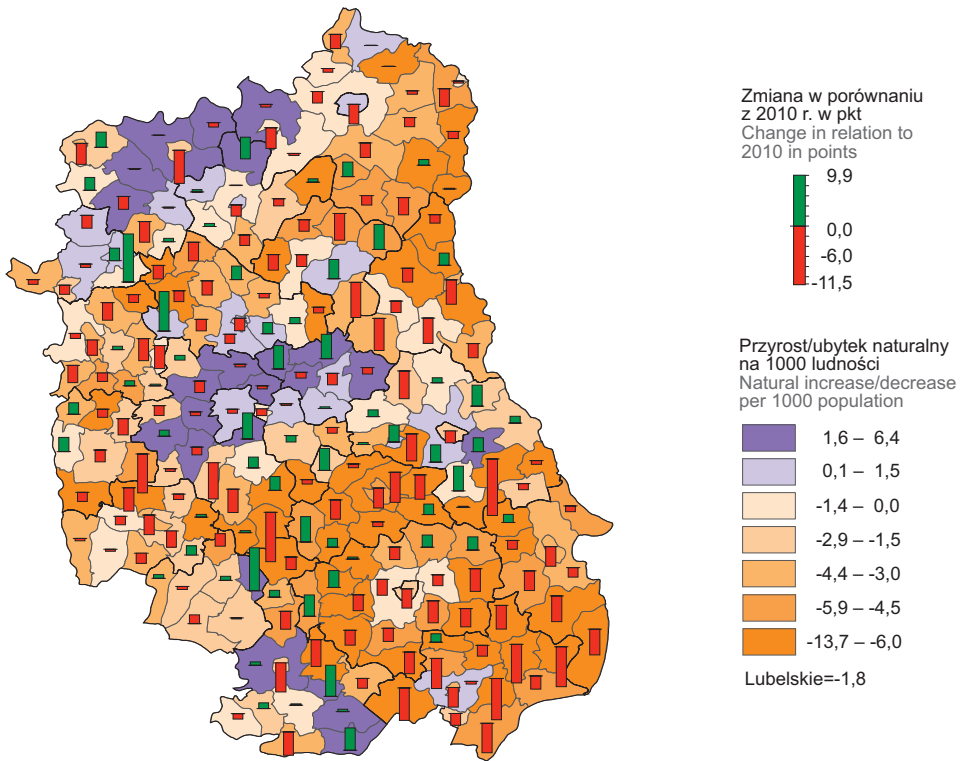 Zmiana w porównaniu
z 2010 r. w pkt
Change in relation to
2010 in points
9,9
0,0
-6,0
-11,5
Przyrost/ubytek naturalny
na 1000 ludności
Natural increase/decrease
per 1000 population
1,6 – 6,4
0,1 – 1,5
-1,4 – 0,0
-2,9 – -1,5
-4,4 – -3,0
-5,9 – -4,5
-13,7 – -6,0
Lubelskie=-1,8